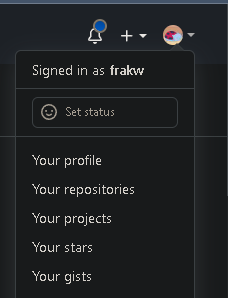 Signed in as frakw
Set status
Your profile
Your repositories
Your projects
Your stars
Your gists